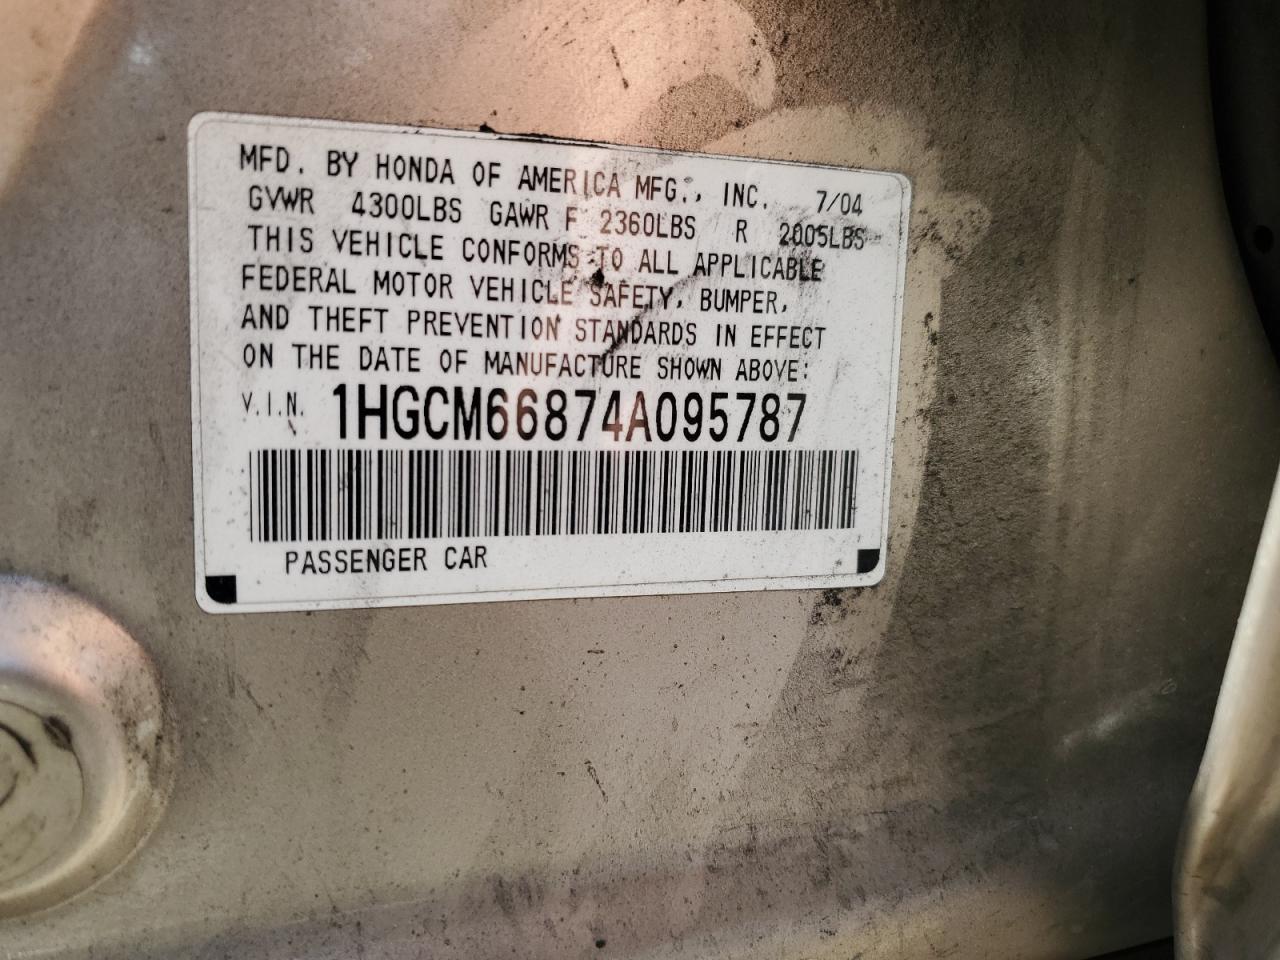 MFD. BY HONDA OF AMERICA MFG., INC. 7/04
GVWR 4300LBS GAWR F 2360LBS R 2005LBS
THIS VEHICLE CONFORMS TO ALL APPLICABLE
FEDERAL MOTOR VEHICLE SAFETY, BUMPER,
AND THEFT PREVENTION STANDARDS IN EFFECT
ON THE DATE OF MANUFACTURE SHOWN ABOVE:
V.I.N. 1HGCM66874A095787
PASSENGER CAR